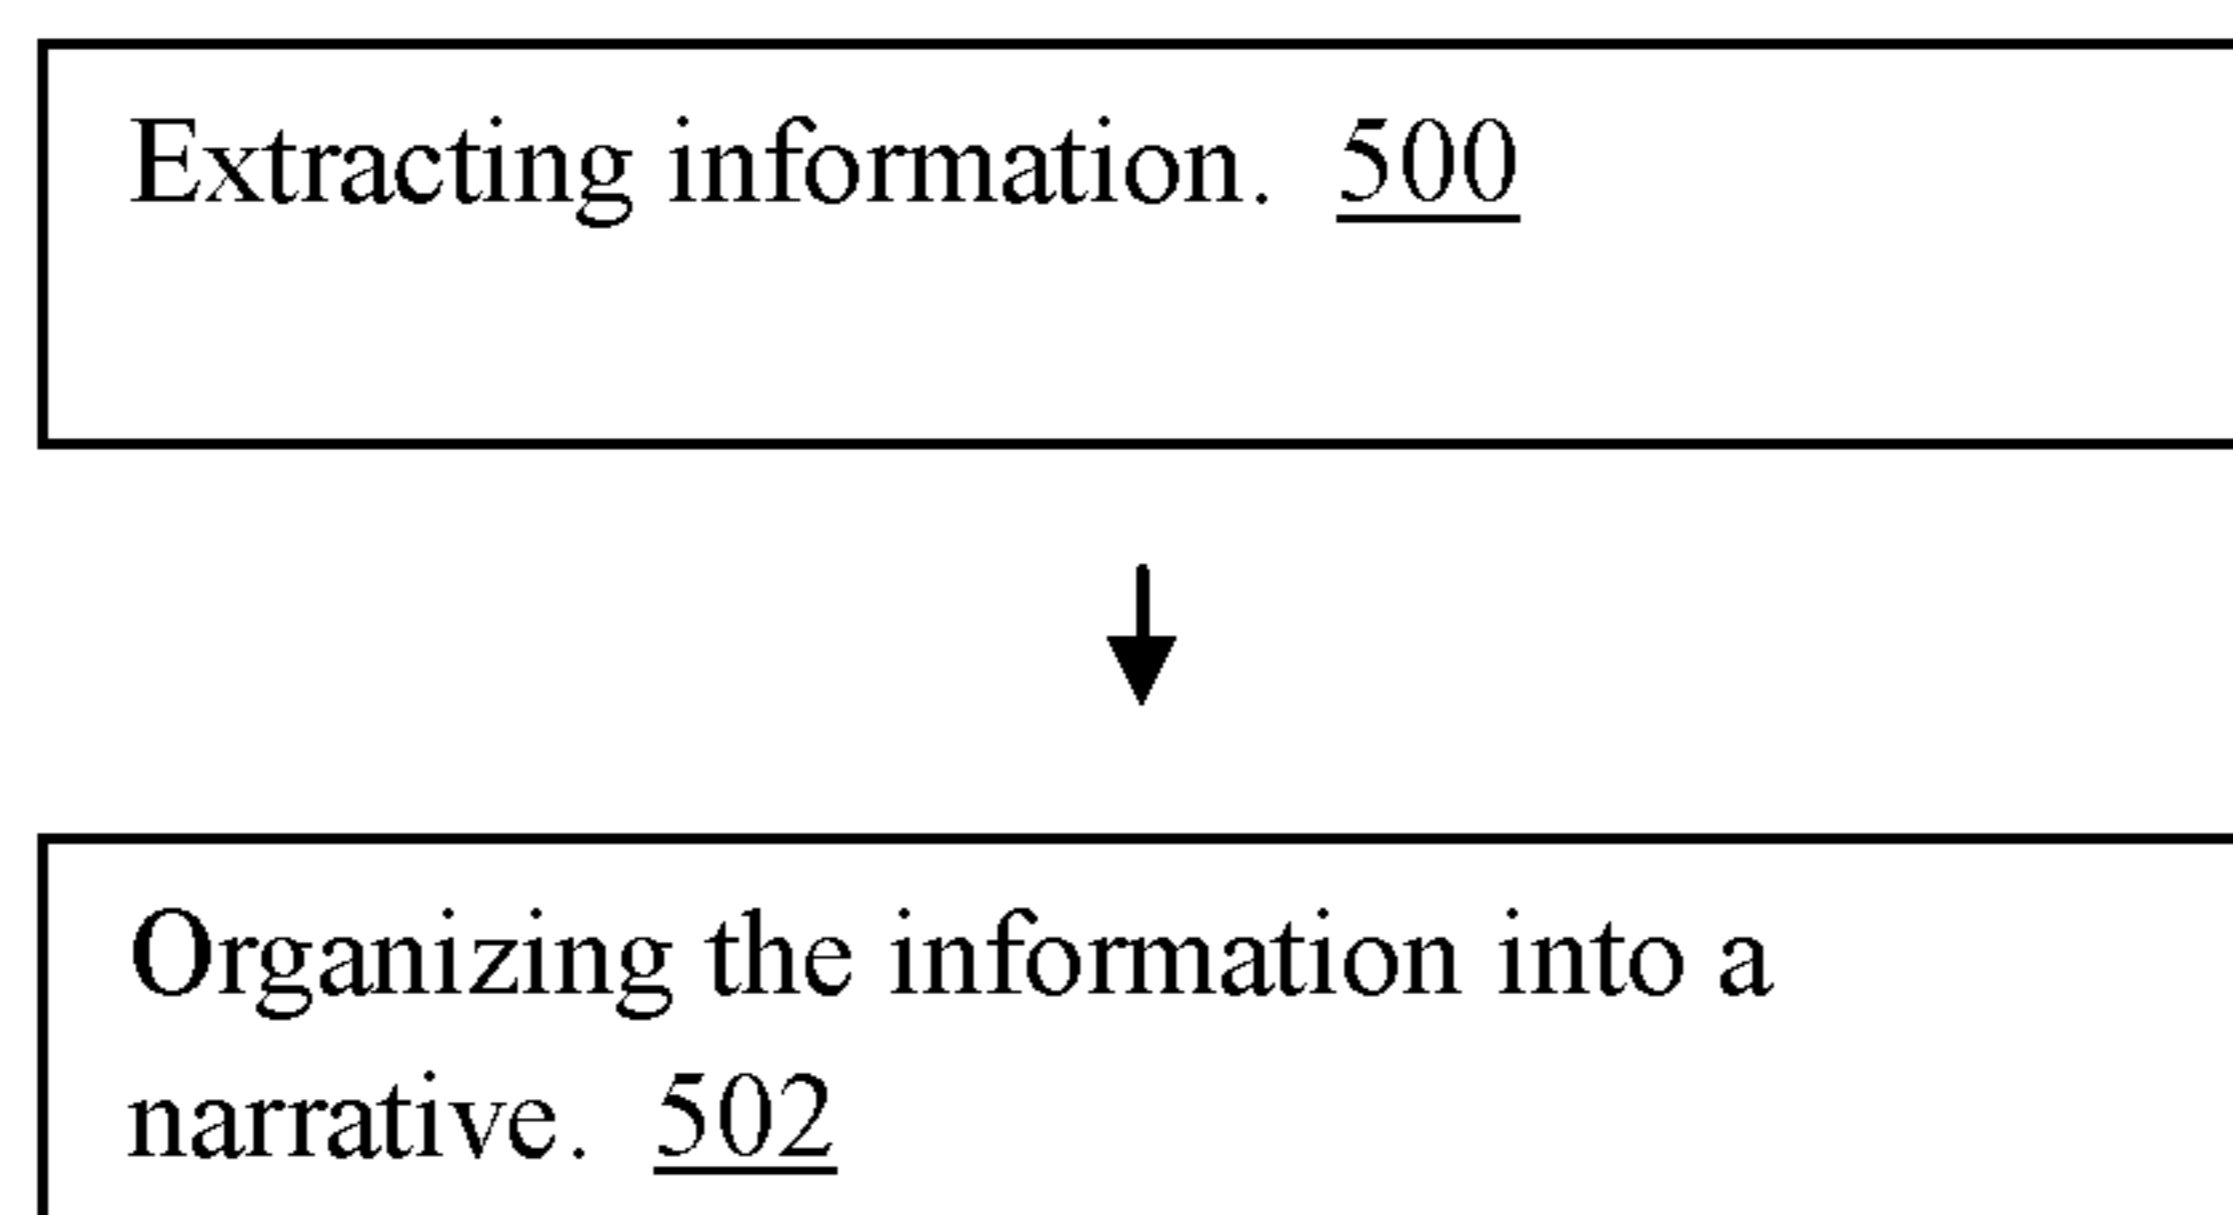 Extracting information. 500
Organizing the information into a
narrative. 502